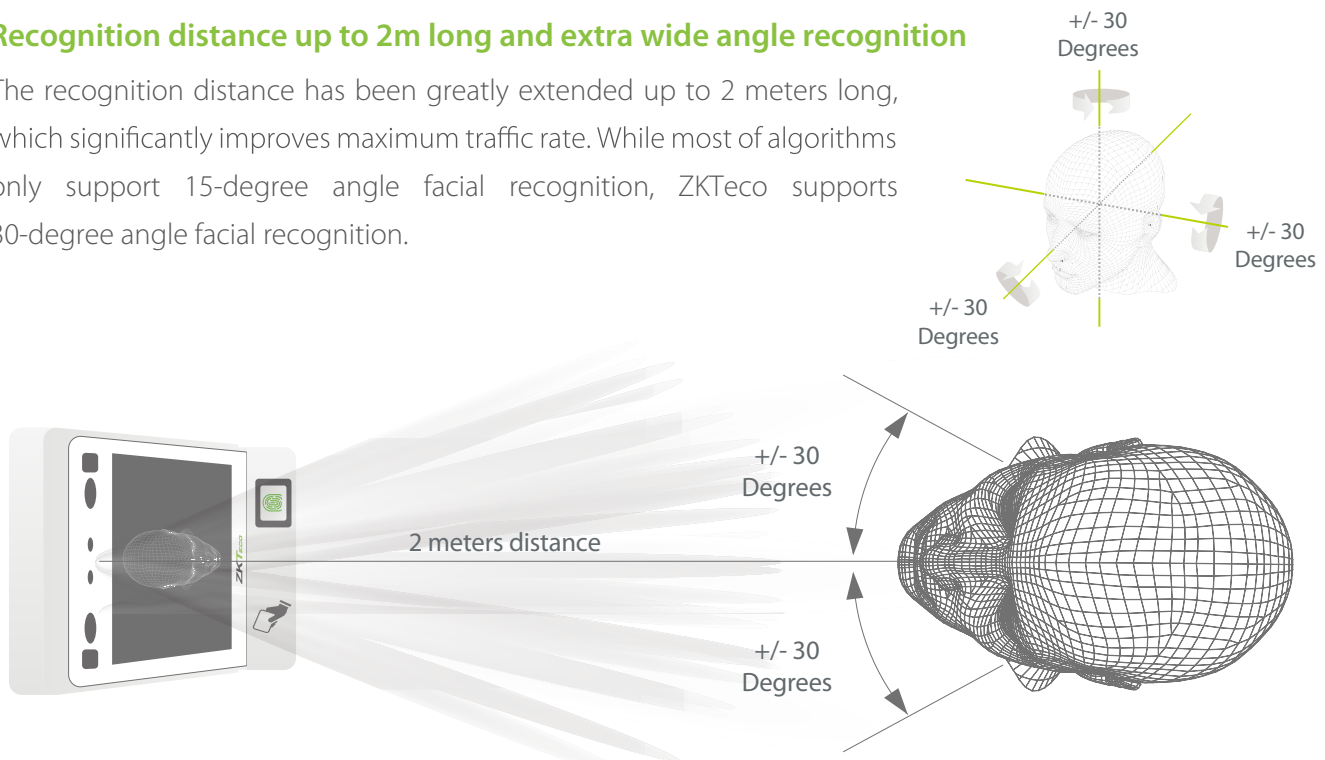 Recognition distance up to 2m long and extra wide angle recognition
The recognition distance has been greatly extended up to 2 meters long,
which significantly improves maximum traffic rate. While most of algorithms
only support 15-degree angle facial recognition, ZKTeco supports
30-degree angle facial recognition.
+/- 30
Degrees
+/- 30
Degrees
+/- 30
Degrees
+/- 30
Degrees
2 meters distance
ZKTeco
+/- 30
Degrees